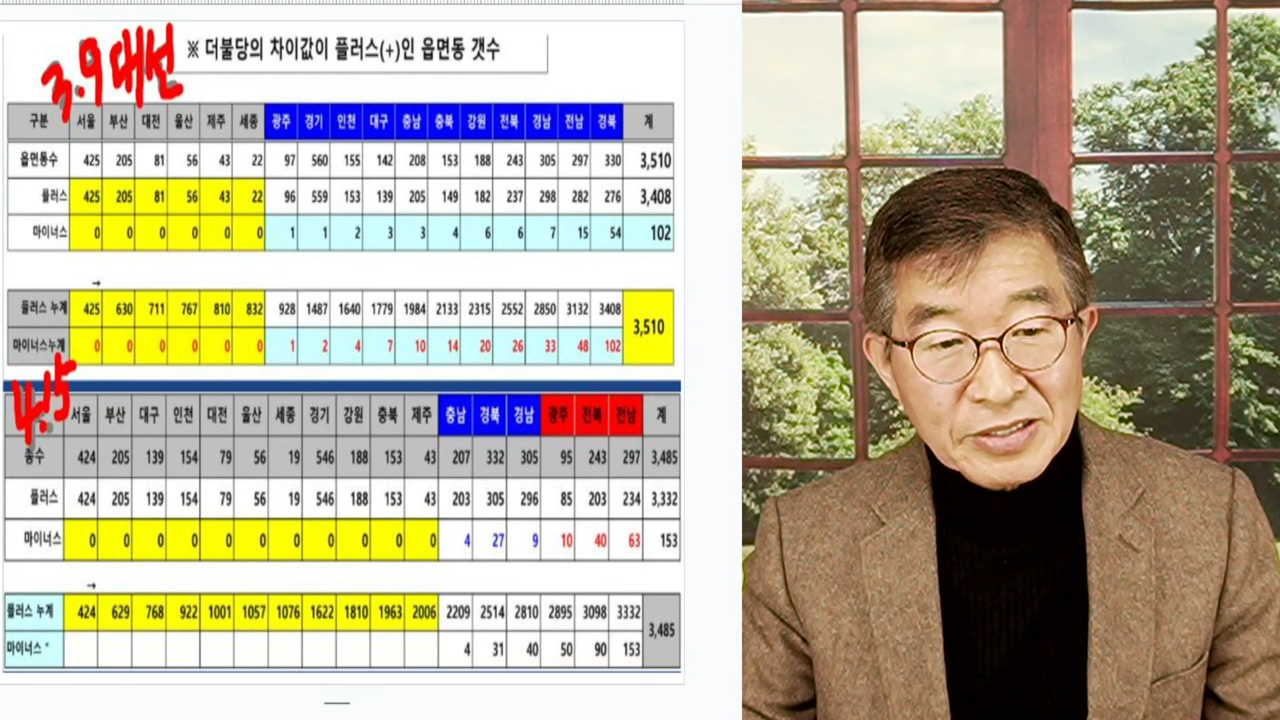 3.9 대선
※ 더불당의 차이값이 플러스(+)인 읍면동 갯수
구분 서울 부산 대전 울산 제주 세종 광주 경기 인천 대구 충남 충북 강원 전북 경남 전남 경북 계
읍면동수 425 205 81 56 43 22 97 560 155 142 208 153 188 243 305 297 330 3,510
플러스 425 205 81 56 43 22 96 559 153 139 205 149 182 237 298 282 276 3,408
마이너스 0 0 0 0 0 0 1 1 2 3 3 4 6 6 7 15 54 102
→
플러스 누계 425 630 711 767 810 832 928 1487 1640 1779 1984 2133 2315 2552 2850 3132 3408 3,510
마이너스누계 0 0 0 0 0 0 1 2 4 7 10 14 20 26 33 48 102
4.15
서울 부산 대구 인천 대전 울산 세종 경기 강원 충북 제주 충남 경북 경남 광주 전북 전남 계
총수 424 205 139 154 79 56 19 546 188 153 43 207 332 305 95 243 297 3,485
플러스 424 205 139 154 79 56 19 546 188 153 43 203 305 296 85 203 234 3,332
마이너스 0 0 0 0 0 0 0 0 0 0 0 4 27 9 10 40 63 153
→
플러스 누계 424 629 768 922 1001 1057 1076 1622 1810 1963 2006 2209 2514 2810 2895 3098 3332 3,485
마이너스 " 4 31 40 50 90 153